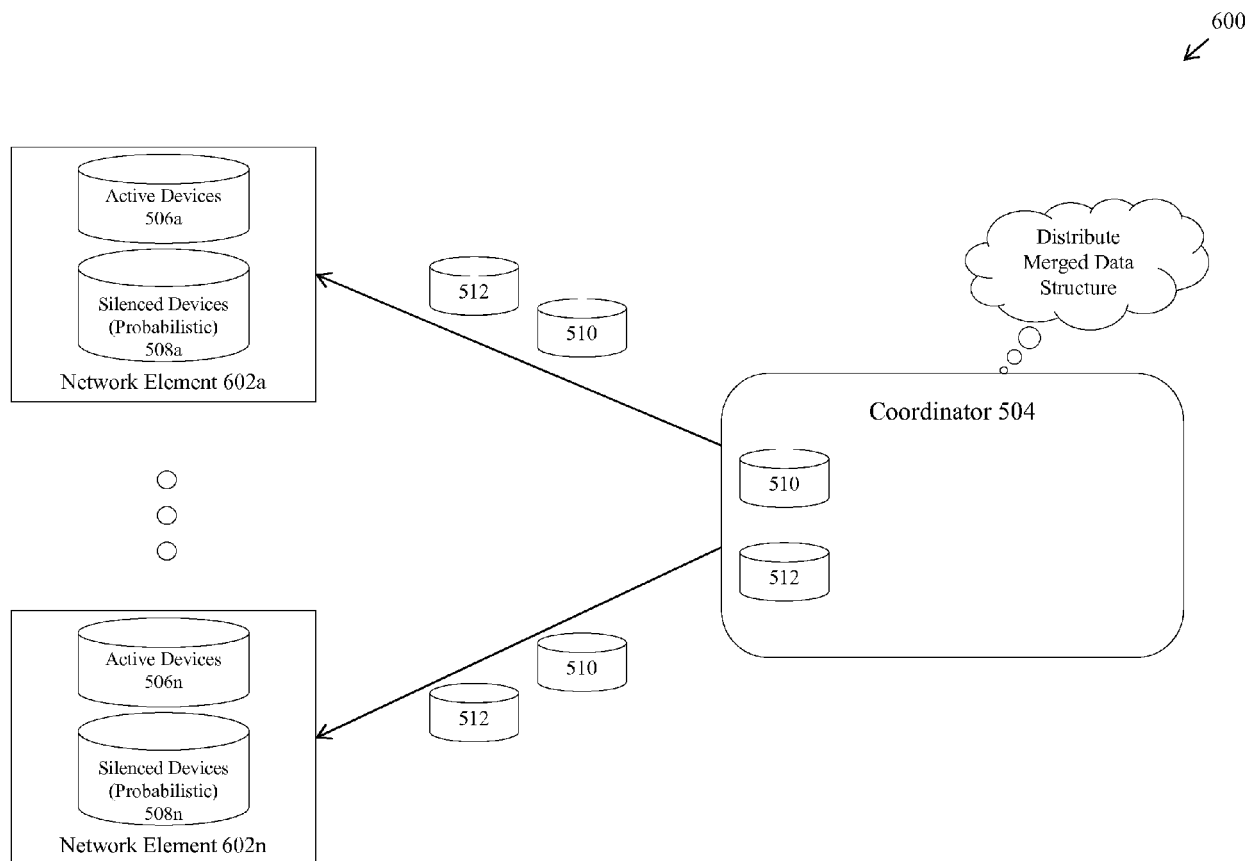 600
Active Devices
506a
Silenced Devices
(Probabilistic)
508a
Network Element 602a
512
510
Distribute
Merged Data
Structure
Coordinator 504
510
512
510
512
Active Devices
506n
Silenced Devices
(Probabilistic)
508n
Network Element 602n